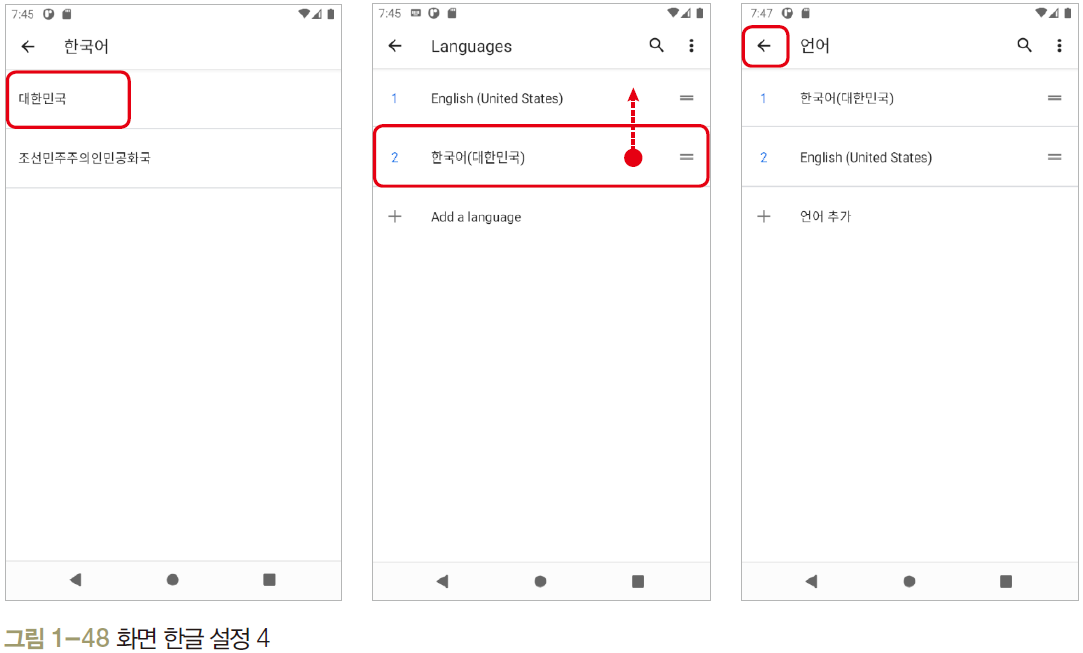 7:45
한국어
대한민국
조선민주주의인민공화국
7:45
Languages
1 English (United States)
2 한국어(대한민국)
Add a language
7:47
언어
1 한국어(대한민국)
2 English (United States)
언어 추가
그림 1-48 화면 한글 설정 4